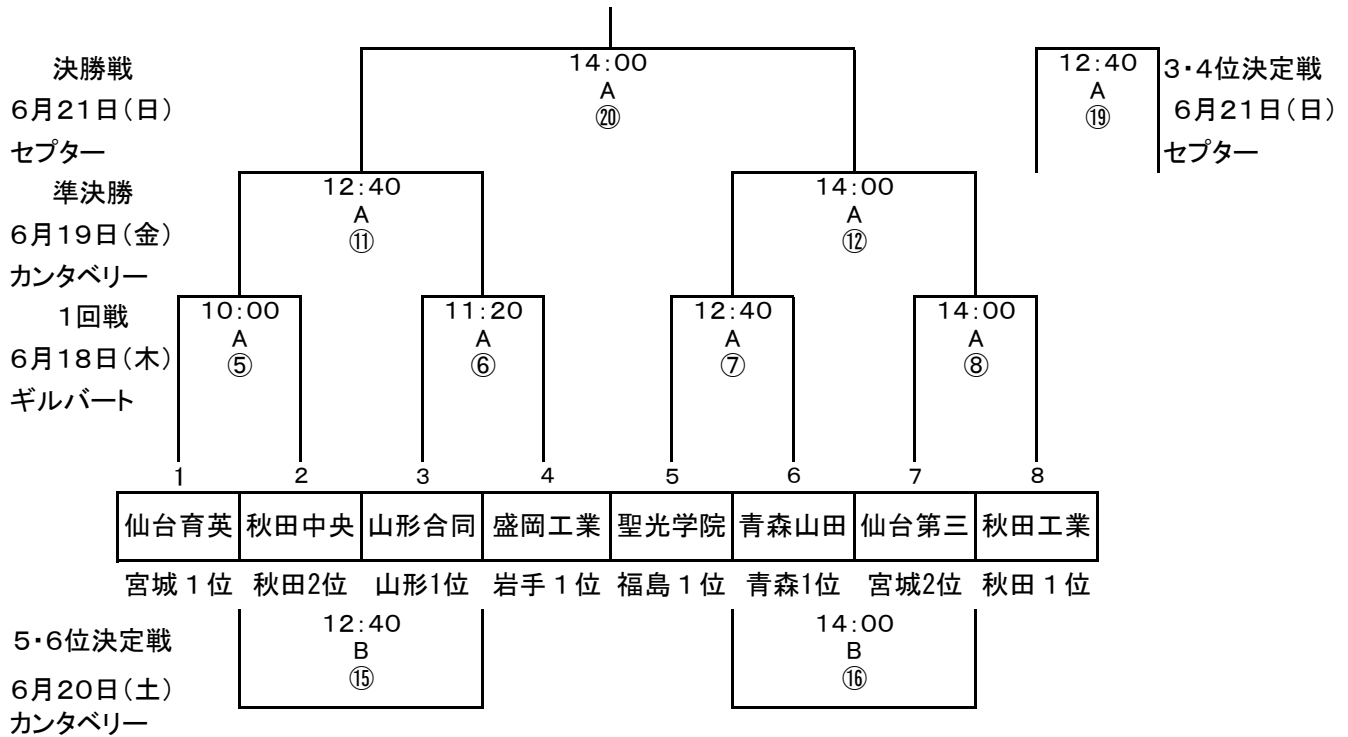 決勝戦
6月21日(日)
セプター
14:00
A
⑳
12:40
A
⑲
3・4位決定戦
6月21日(日)
セプター
準決勝
6月19日(金)
カンタベリー
12:40
A
⑪
14:00
A
⑫
1回戦
6月18日(木)
ギルバート
10:00
A
⑤
11:20
A
⑥
12:40
A
⑦
14:00
A
⑧
1 2 3 4 5 6 7 8
仙台育英 秋田中央 山形合同 盛岡工業 聖光学院 青森山田 仙台第三 秋田工業
宮城1位 秋田2位 山形1位 岩手1位 福島1位 青森1位 宮城2位 秋田1位
5・6位決定戦
6月20日(土)
カンタベリー
12:40
B
⑮
14:00
B
⑯